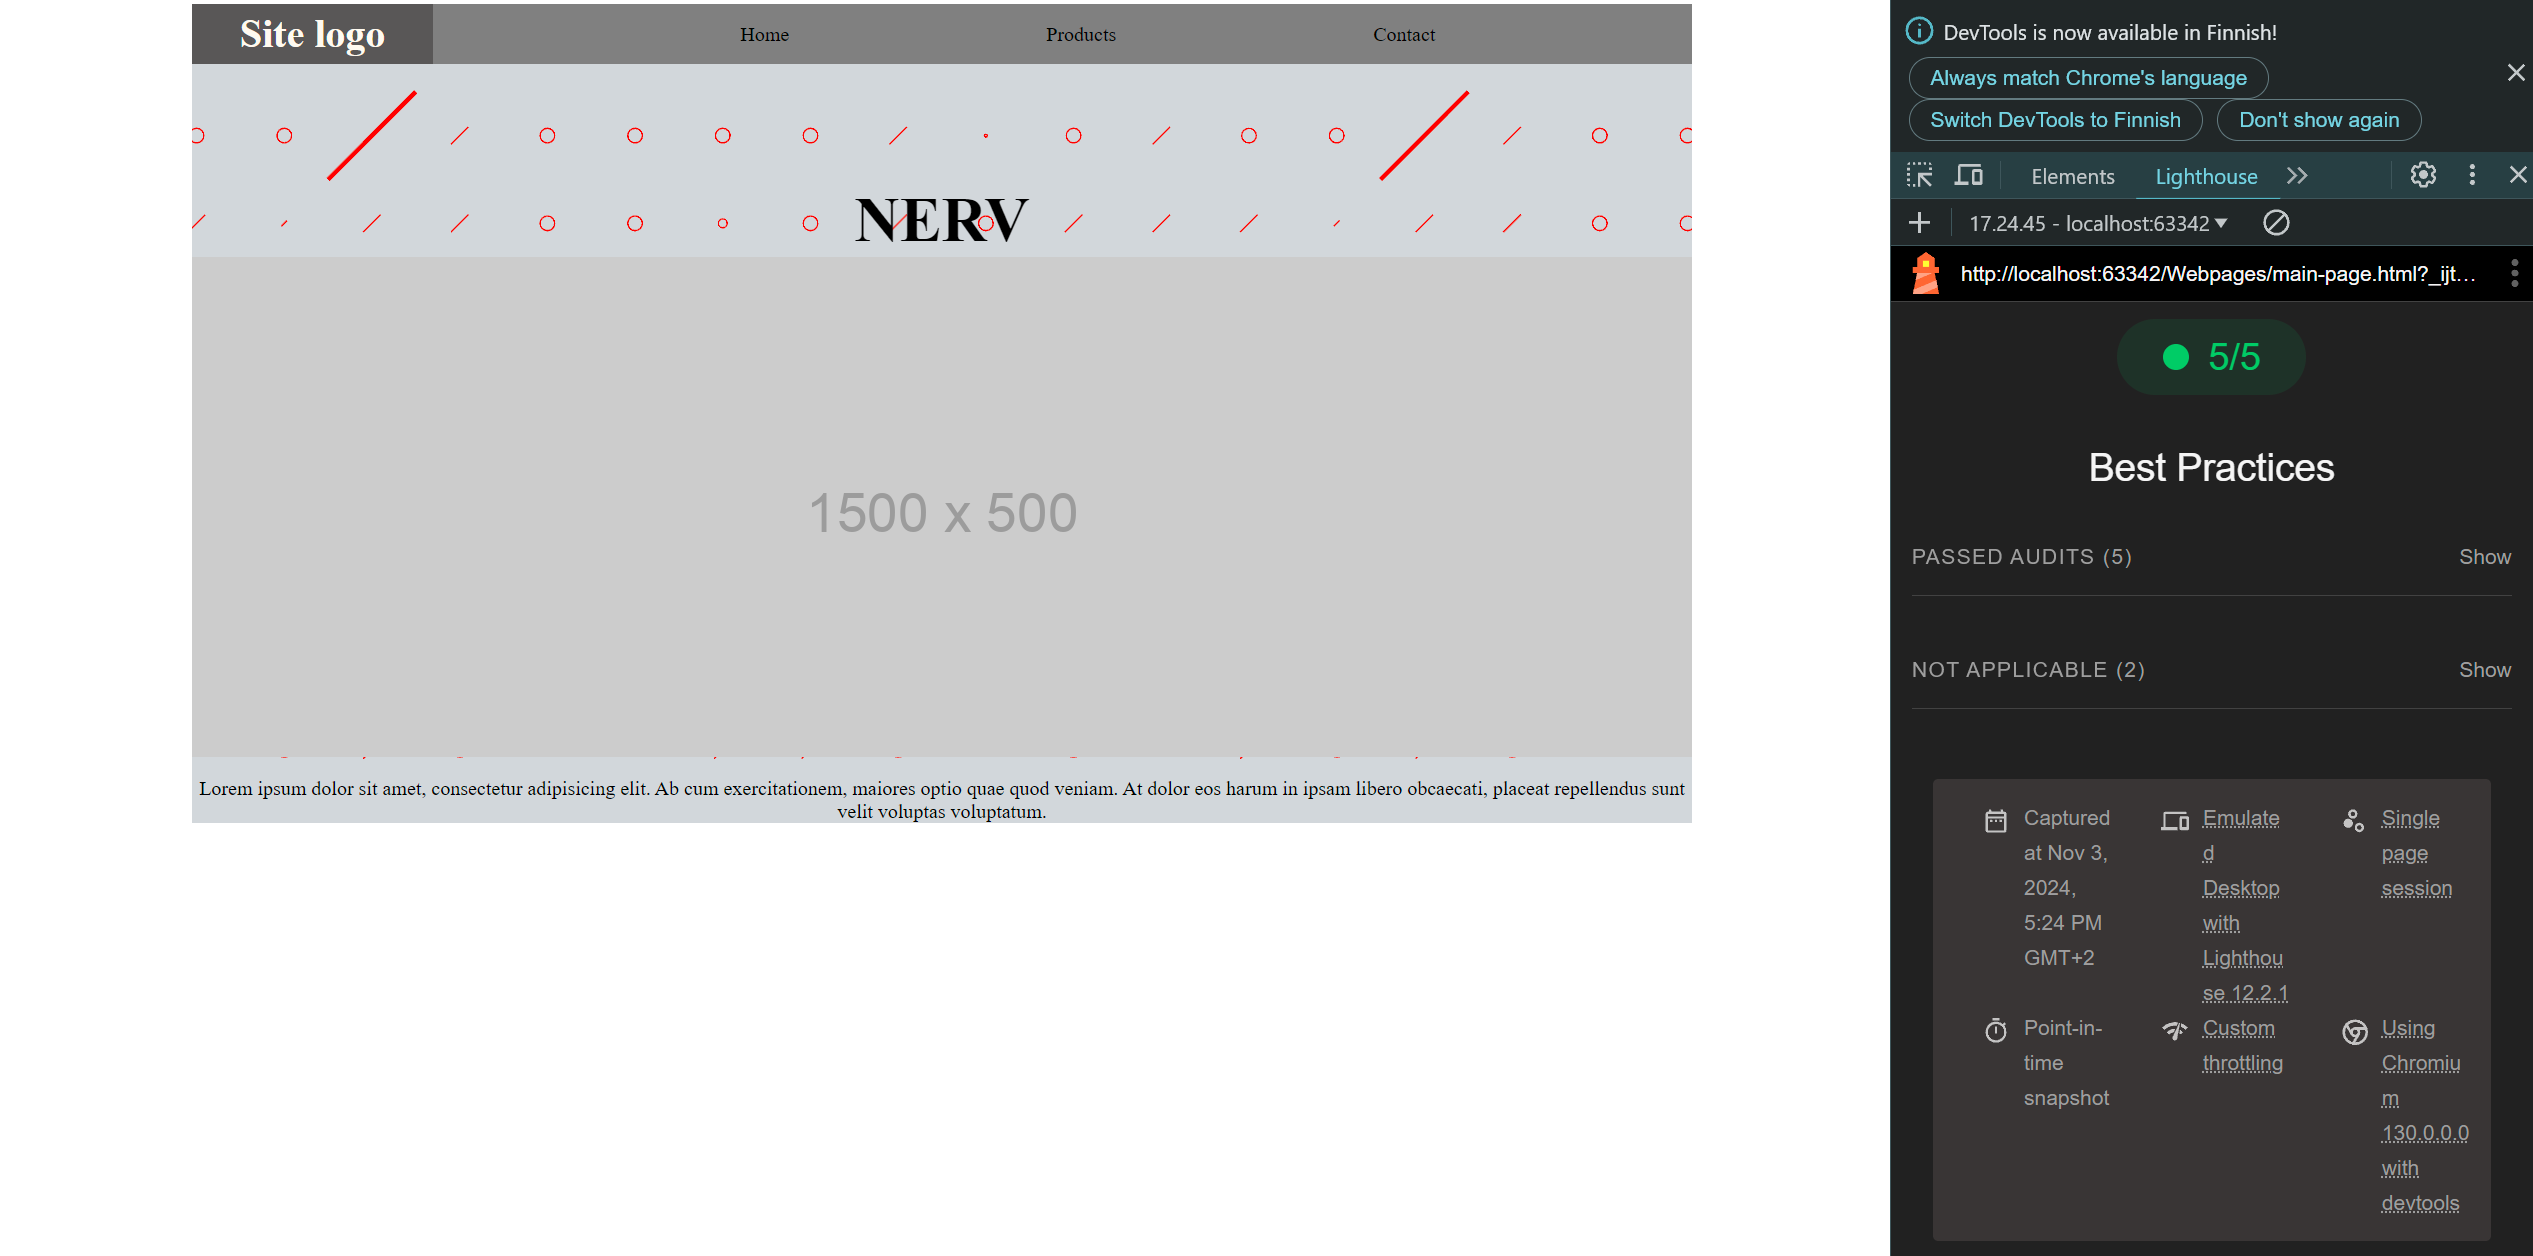 Site logo
Home
Products
Contact
NERV
1500 x 500
Lorem ipsum dolor sit amet, consectetur adipisicing elit. Ab cum exercitationem, maiores optio quae quod veniam. At dolor eos harum in ipsam libero obcaecati, placeat repellendus sunt
velit voluptas voluptatum.
DevTools is now available in Finnish!
Always match Chrome's language
Switch DevTools to Finnish
Don't show again
Elements
Lighthouse
17.24.45 - localhost:63342
http://localhost:63342/Webpages/main-page.html?_ijt…
5/5
Best Practices
PASSED AUDITS (5)
Show
NOT APPLICABLE (2)
Show
Captured
at Nov 3,
2024,
5:24 PM
GMT+2
Emulate
d
Desktop
with
Lighthou
se 12.2.1
Single
page
session
Point-in-
time
snapshot
Custom
throttling
Using
Chromiu
m
130.0.0.0
with
devtools